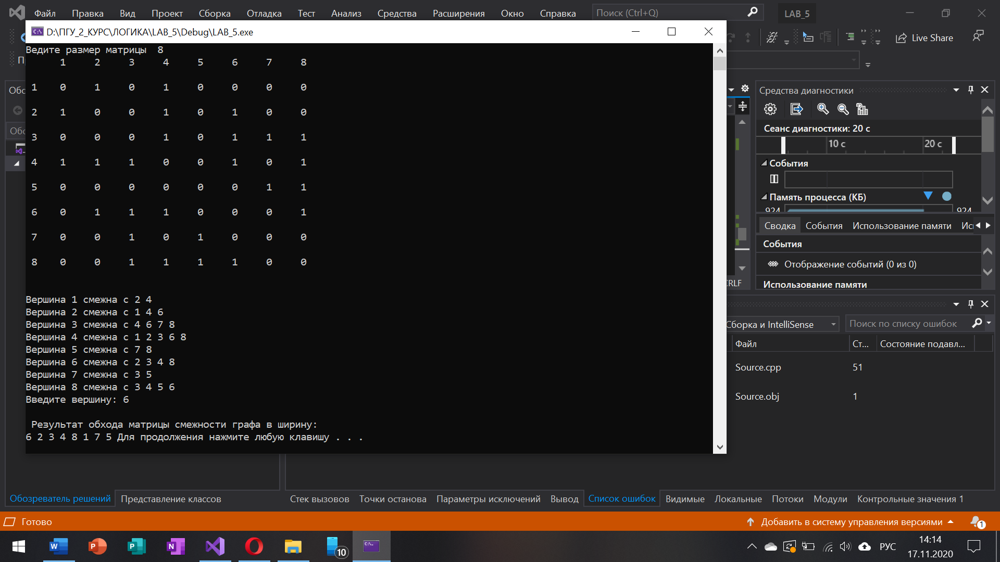 Файл Правка Вид Проект Сборка Отладка Тест Анализ Средства Расширения Окно Справка Поиск (Ctrl+Q) LAB_5
D:\ПГУ_2_КУРС\ЛОГИКА\LAB_5\Debug\LAB_5.exe
Live Share
Ведите размер матрицы 8
1 2 3 4 5 6 7 8
1 0 1 0 1 0 0 0 0
2 1 0 0 1 0 1 0 0
3 0 0 0 1 0 1 1 1
4 1 1 1 0 0 1 0 1
5 0 0 0 0 0 0 1 1
6 0 1 1 1 0 0 0 1
7 0 0 1 0 1 0 0 0
8 0 0 1 1 1 1 0 0
Вершина 1 смежна с 2 4
Вершина 2 смежна с 1 4 6
Вершина 3 смежна с 4 6 7 8
Вершина 4 смежна с 1 2 3 6 8
Вершина 5 смежна с 7 8
Вершина 6 смежна с 2 3 4 8
Вершина 7 смежна с 3 5
Вершина 8 смежна с 3 4 5 6
Введите вершину: 6
Результат обхода матрицы смежности графа в ширину:
6 2 3 4 8 1 7 5 Для продолжения нажмите любую клавишу . . .
Средства диагностики
Сеанс диагностики: 20 с
10 с 20 с
События
Память процесса (КБ)
924 924
Сводка События Использование памяти
События
Отображение событий (0 из 0)
Использование памяти
Сборка и IntelliSense Поиск по списку ошибок
Файл Ст... Состояние подавл...
Source.cpp 51
Source.obj 1
Обозреватель решений Представление классов
Стек вызовов Точки останова Параметры исключений Вывод Список ошибок Видимые Локальные Потоки Модули Контрольные значения 1
Готово Добавить в систему управления версиями 1
10 РУС 14:14
17.11.2020